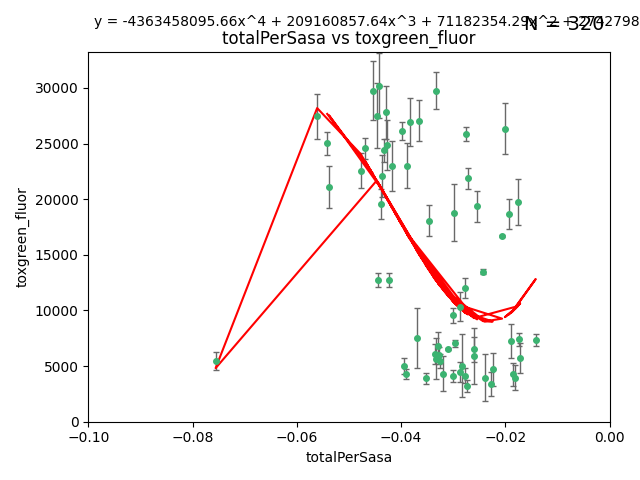 y = -4363458095.66x^4 + 209160857.64x^3 + 71182354.29x^2 +
N = 320
totalPerSasa vs toxgreen_fluor
toxgreen_fluor
30000
25000
20000
15000
10000
5000
0
−0.10 −0.08 −0.06 −0.04 −0.02 0.00
totalPerSasa